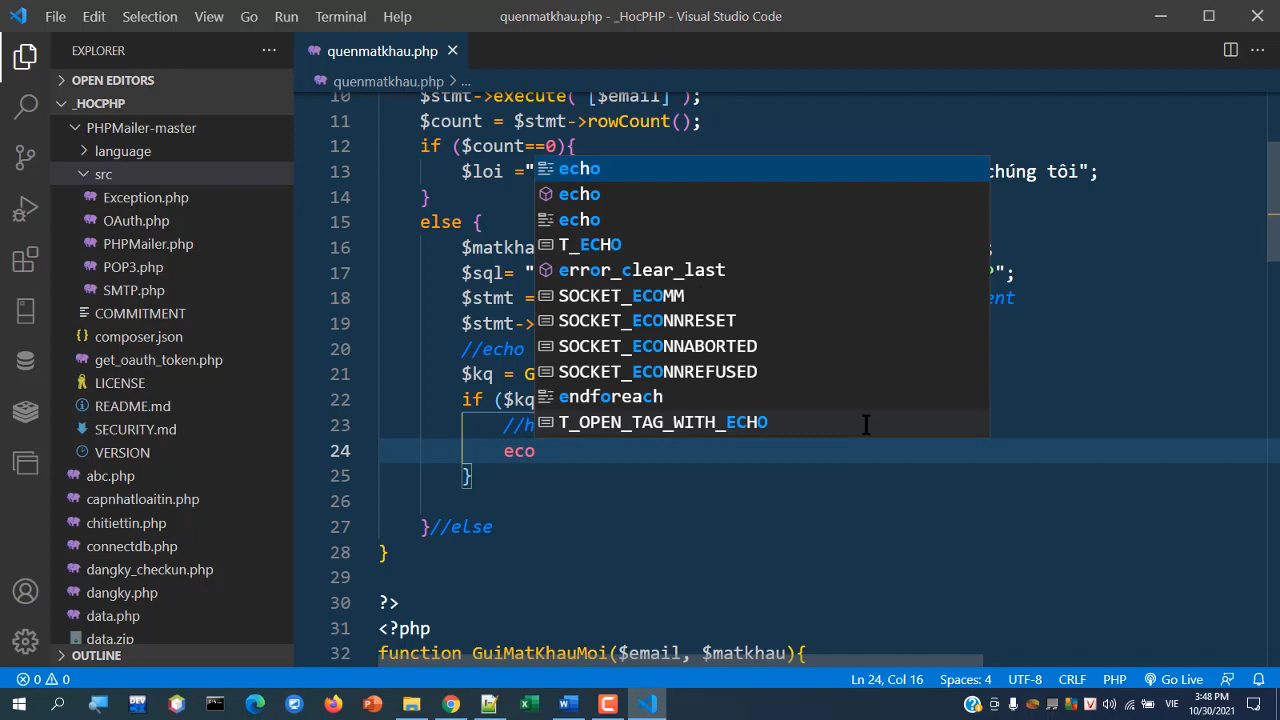 File Edit Selection View Go Run Terminal Help quenmatkhau.php - _HocPHP - Visual Studio Code
EXPLORER
OPEN EDITORS
_HOCPHP
PHPMailer-master
language
src
Exception.php
OAuth.php
PHPMailer.php
POP3.php
SMTP.php
COMMITMENT
composer.json
get_oauth_token.php
LICENSE
README.md
SECURITY.md
VERSION
abc.php
capnhatloaitin.php
chitiettin.php
connectdb.php
dangky_checkun.php
dangky.php
data.php
data.zip
OUTLINE
quenmatkhau.php
quenmatkhau.php > ...
10 $stmt->execute( [$email] );
11 $count = $stmt->rowCount();
12 if ($count==0){
13 $loi =" chúng tôi";
14 }
15 else {
16 $matkha ;
17 $sql= " ?";
18 $stmt = ent
19 $stmt->
20 //echo
21 $kq = G
22 if ($kq
23 //h
24 eco
25 }
26
27 }//else
28 }
29
30 ?>
31 <?php
32 function GuiMatKhauMoi($email, $matkhau){
echo
echo
echo
T_ECHO
error_clear_last
SOCKET_ECOMM
SOCKET_ECONNRESET
SOCKET_ECONNABORTED
SOCKET_ECONNREFUSED
endforeach
T_OPEN_TAG_WITH_ECHO
0 0 Ln 24, Col 16 Spaces: 4 UTF-8 CRLF PHP Go Live
VIE 3:48 PM
10/30/2021